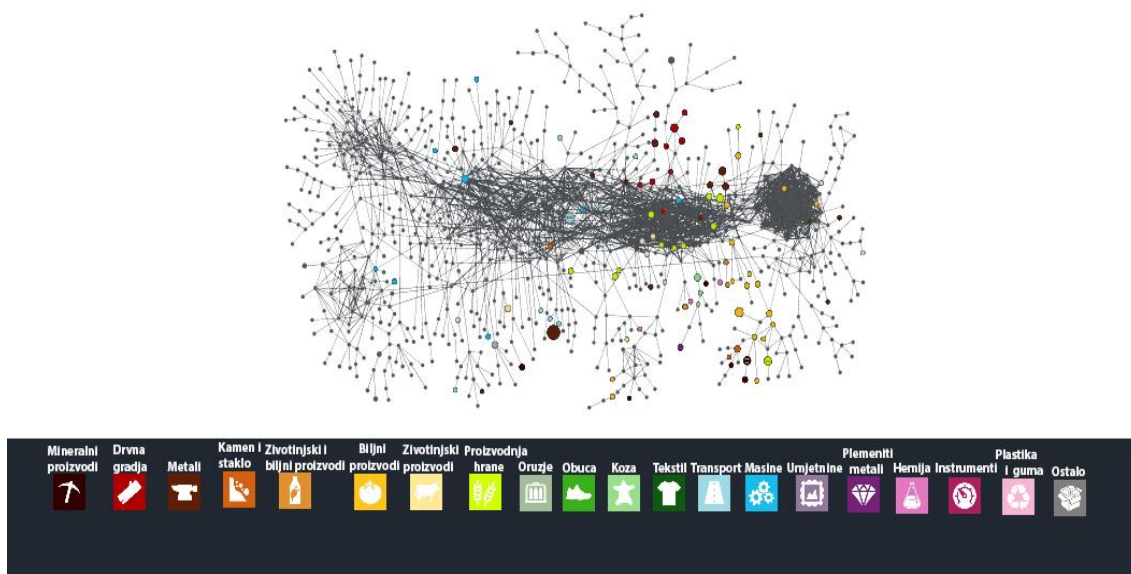 Mineralni
proizvodi
Drvna
gradja
Metali
Kamen i
staklo
Zivotinjski i
biljni proizvodi
Biljni
proizvodi
Zivotinjski
proizvodi
Proizvodnja
hrane
Oruzje
Obuca
Koza
Tekstil
Transport
Masine
Umjetnine
Plemeniti
metali
Hemija
Instrumenti
Plastika
i guma
Ostalo